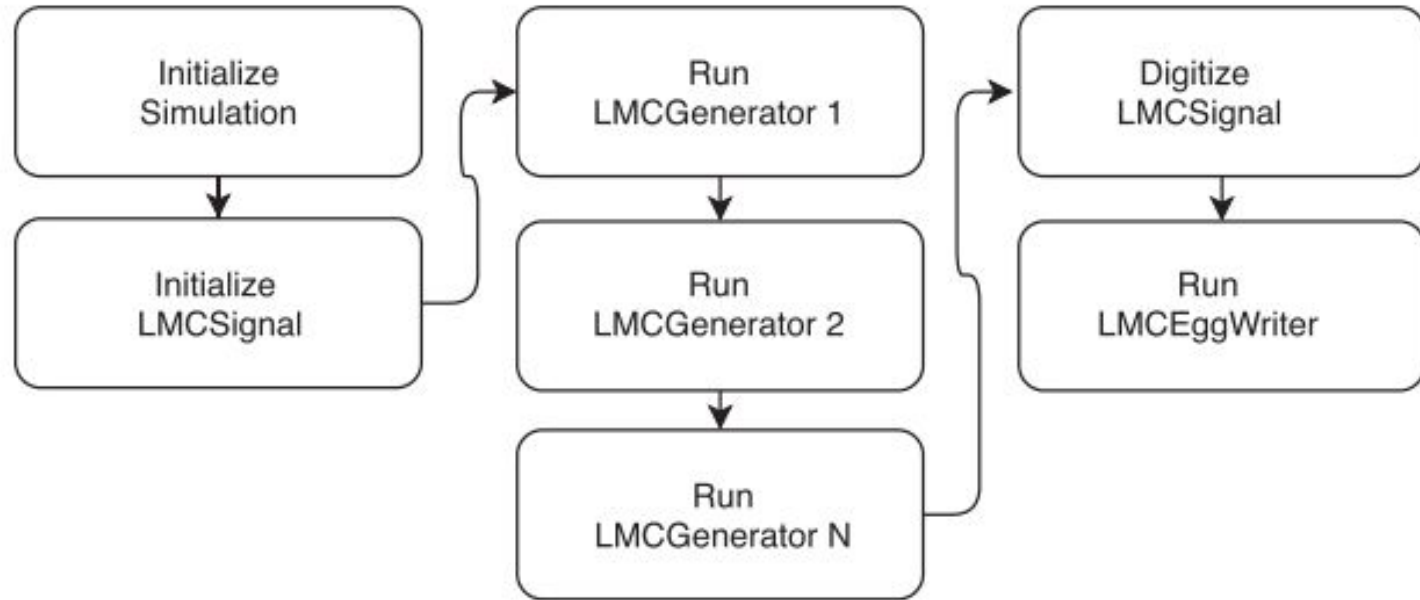 Initialize
Simulation
Initialize
LMCSignal
Run
LMCGenerator 1
Run
LMCGenerator 2
Run
LMCGenerator N
Digitize
LMCSignal
Run
LMCEggWriter